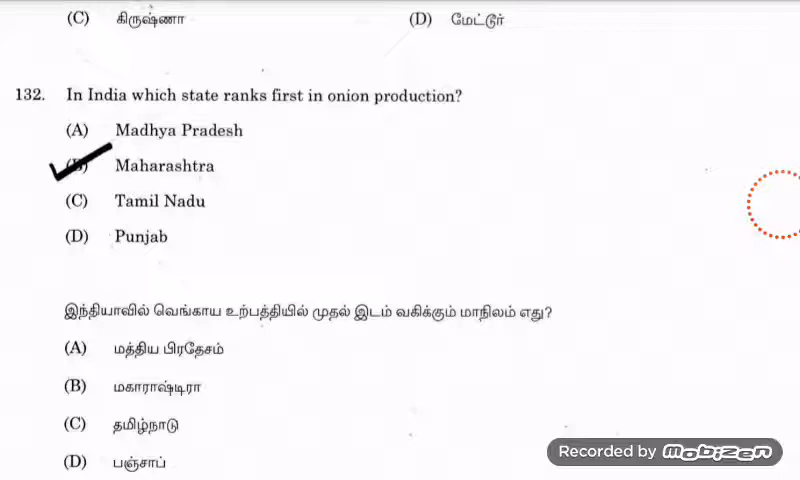 (C) கிருஷ்ணா (D) மேட்டூர்
132. In India which state ranks first in onion production?
(A) Madhya Pradesh
(B) Maharashtra
(C) Tamil Nadu
(D) Punjab
இந்தியாவில் வெங்காய உற்பத்தியில் முதல் இடம் வகிக்கும் மாநிலம் எது?
(A) மத்திய பிரதேசம்
(B) மகாராஷ்டிரா
(C) தமிழ்நாடு
(D) பஞ்சாப்
Recorded by mobizen